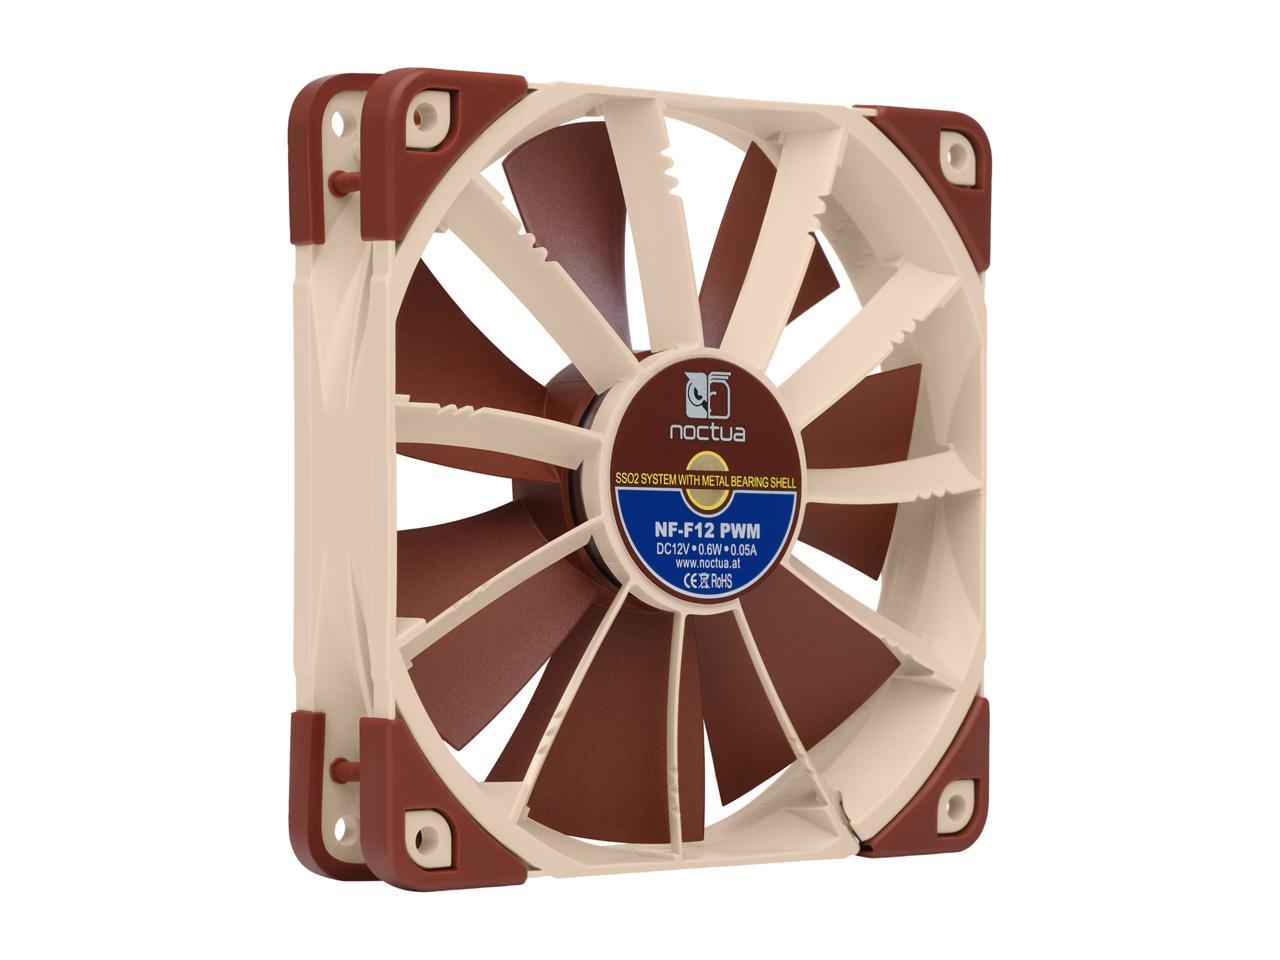 noctua
SSO2 SYSTEM WITH METAL BEARING SHELL
NF-F12 PWM
DC12V • 0.6W • 0.05A
www.noctua.at
CE RoHS